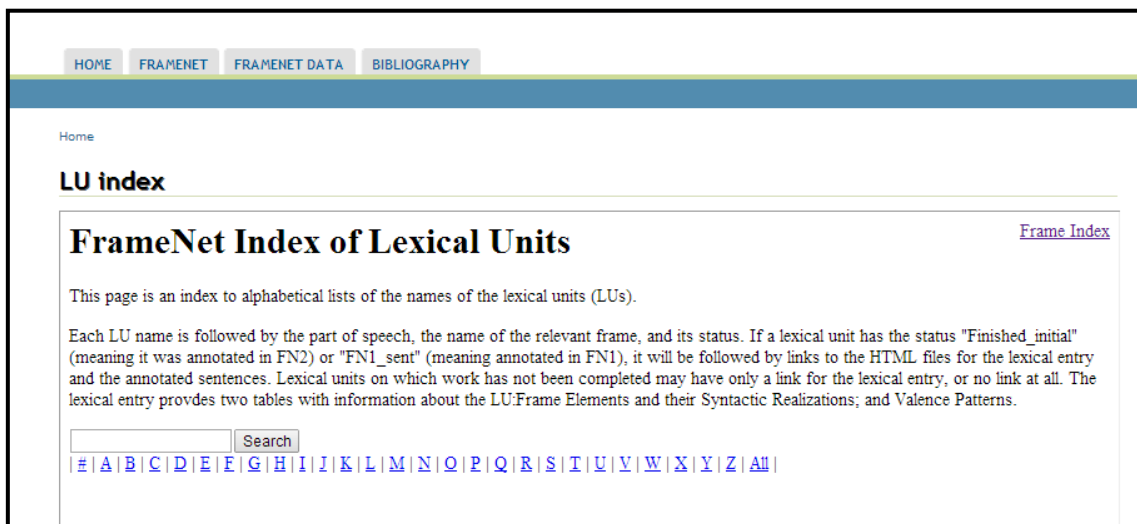 HOME FRAMENET FRAMENET DATA BIBLIOGRAPHY
Home
LU index
FrameNet Index of Lexical Units
Frame Index
This page is an index to alphabetical lists of the names of the lexical units (LUs).
Each LU name is followed by the part of speech, the name of the relevant frame, and its status. If a lexical unit has the status "Finished_initial"
(meaning it was annotated in FN2) or "FN1_sent" (meaning annotated in FN1), it will be followed by links to the HTML files for the lexical entry
and the annotated sentences. Lexical units on which work has not been completed may have only a link for the lexical entry, or no link at all. The
lexical entry provdes two tables with information about the LU:Frame Elements and their Syntactic Realizations; and Valence Patterns.
Search
| # | A | B | C | D | E | F | G | H | I | J | K | L | M | N | O | P | Q | R | S | T | U | V | W | X | Y | Z | All |